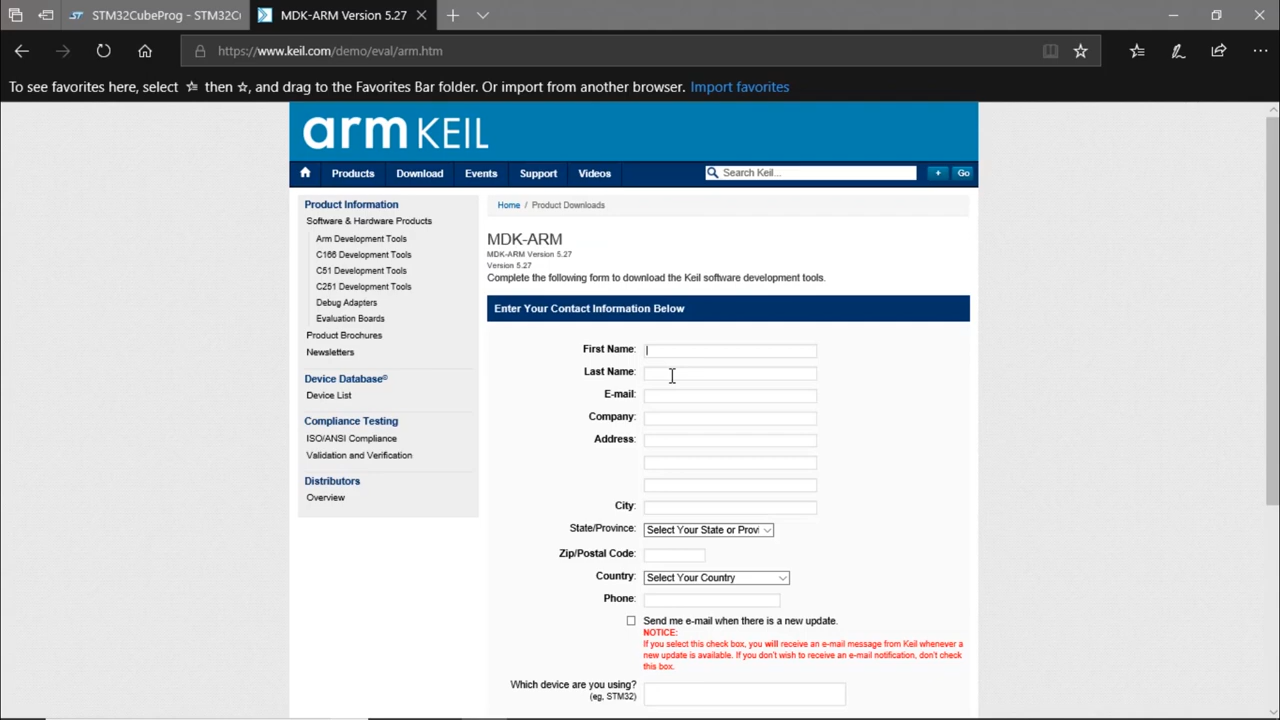 STM32CubeProg - STM32Cu
MDK-ARM Version 5.27
https://www.keil.com/demo/eval/arm.htm
To see favorites here, select then , and drag to the Favorites Bar folder. Or import from another browser. Import favorites
arm KEIL
Products Download Events Support Videos Search Keil... + Go
Product Information
Software & Hardware Products
Arm Development Tools
C166 Development Tools
C51 Development Tools
C251 Development Tools
Debug Adapters
Evaluation Boards
Product Brochures
Newsletters
Device Database®
Device List
Compliance Testing
ISO/ANSI Compliance
Validation and Verification
Distributors
Overview
Home / Product Downloads
MDK-ARM
MDK-ARM Version 5.27
Version 5.27
Complete the following form to download the Keil software development tools.
Enter Your Contact Information Below
First Name:
Last Name:
E-mail:
Company:
Address:
City:
State/Province: Select Your State or Provi
Zip/Postal Code:
Country: Select Your Country
Phone:
Send me e-mail when there is a new update.
NOTICE:
If you select this check box, you will receive an e-mail message from Keil whenever a
new update is available. If you don't wish to receive an e-mail notification, don't check
this box.
Which device are you using?
(eg, STM32)